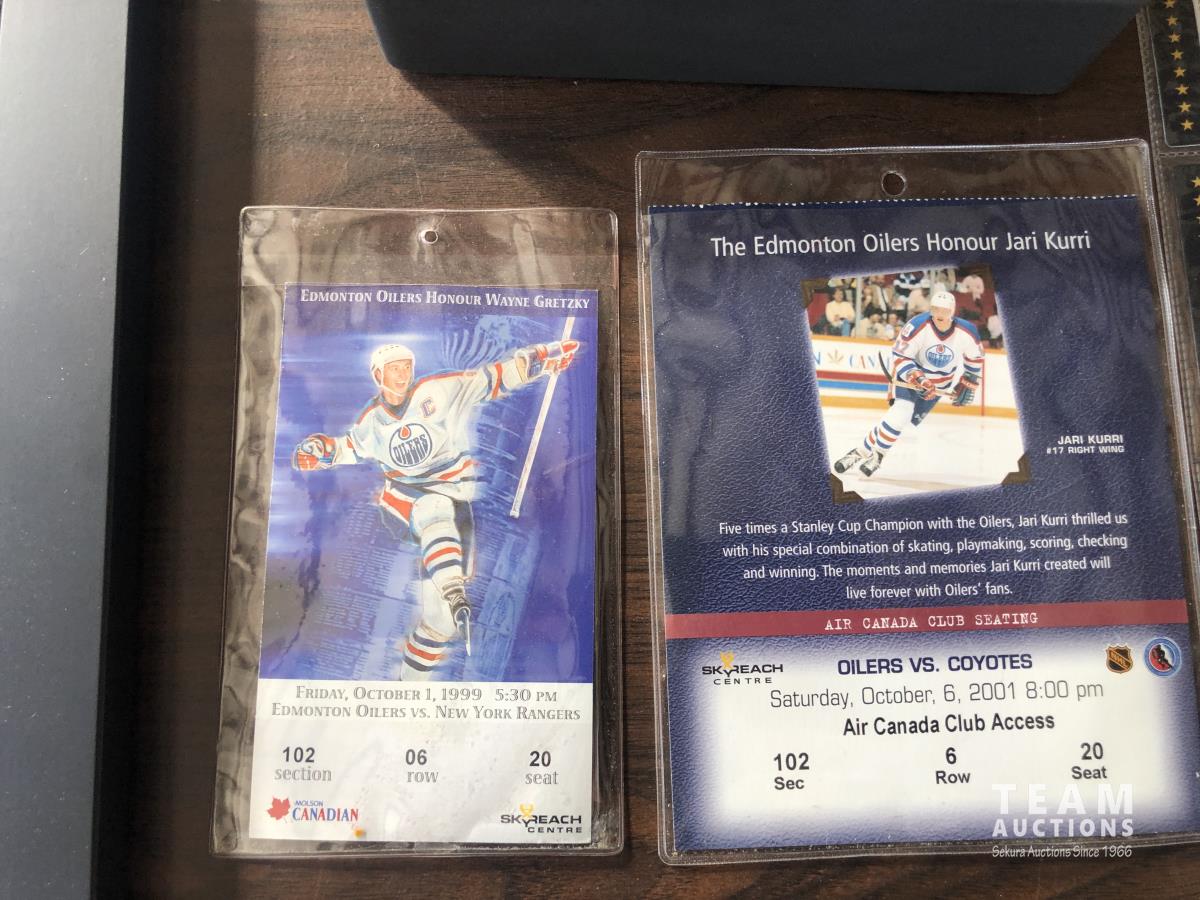 EDMONTON OILERS HONOUR WAYNE GRETZKY
C
OILERS
FRIDAY, OCTOBER 1, 1999 5:30 PM
EDMONTON OILERS VS. NEW YORK RANGERS
102 06 20
section row seat
MOLSON
CANADIAN
SKYREACH
CENTRE
The Edmonton Oilers Honour Jari Kurri
CAN
OILERS
JARI KURRI
#17 RIGHT WING
Five times a Stanley Cup Champion with the Oilers, Jari Kurri thrilled us
with his special combination of skating, playmaking, scoring, checking
and winning. The moments and memories Jari Kurri created will
live forever with Oilers' fans.
AIR CANADA CLUB SEATING
SKYREACH
CENTRE
OILERS VS. COYOTES
NHL
Saturday, October, 6, 2001 8:00 pm
Air Canada Club Access
102 6 20
Sec Row Seat
TEAM
AUCTIONS
Sekura Auctions Since 1966